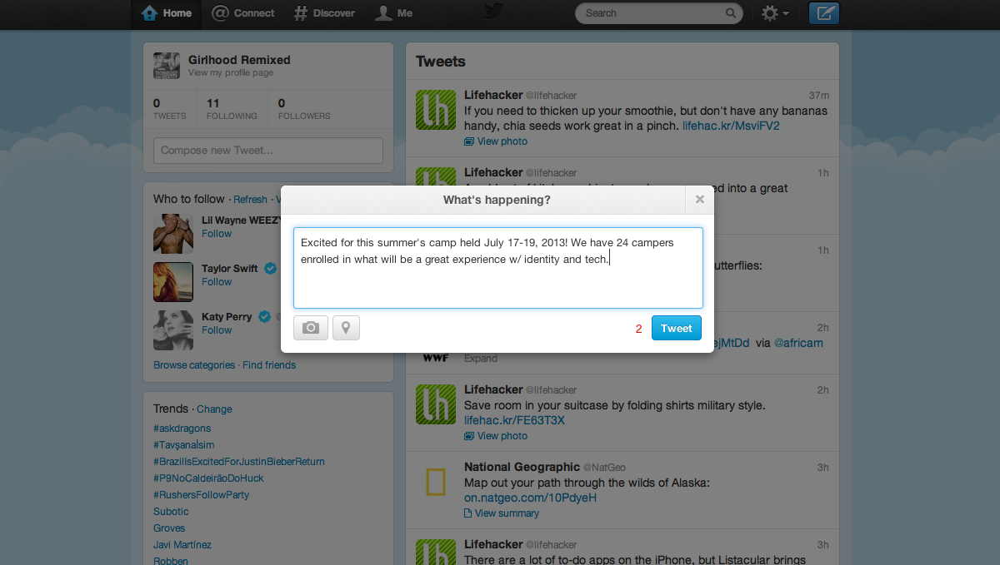 Home
Connect
Discover
Me
Search
Girlhood Remixed
View my profile page
0
TWEETS
11
FOLLOWING
0
FOLLOWERS
Compose new Tweet...
Who to follow · Refresh ·
Lil Wayne WEEZY
Follow
Taylor Swift
Follow
Katy Perry
Follow
Browse categories · Find friends
Trends · Change
#askdragons
#Tavşanalsim
#BrazilIsExcitedForJustinBieberReturn
#P9NoCaldeirãoDoHuck
#RushersFollowParty
Subotic
Groves
Javi Martínez
Robben
Tweets
Lifehacker @lifehacker 37m
If you need to thicken up your smoothie, but don't have any bananas
handy, chia seeds work great in a pinch. lifehac.kr/MsviFV2
View photo
Lifehacker @lifehacker 1h
into a great
What's happening?
Excited for this summer's camp held July 17-19, 2013! We have 24 campers
enrolled in what will be a great experience w/ identity and tech.
2
Tweet
1h
utterflies:
2h
ejMtDd via @africam
WWF
Expand
Lifehacker @lifehacker 2h
Save room in your suitcase by folding shirts military style.
lifehac.kr/FE63T3X
View photo
National Geographic @NatGeo 3h
Map out your path through the wilds of Alaska:
on.natgeo.com/10PdyeH
View summary
Lifehacker @lifehacker 3h
There are a lot of to-do apps on the iPhone, but Listacular brings